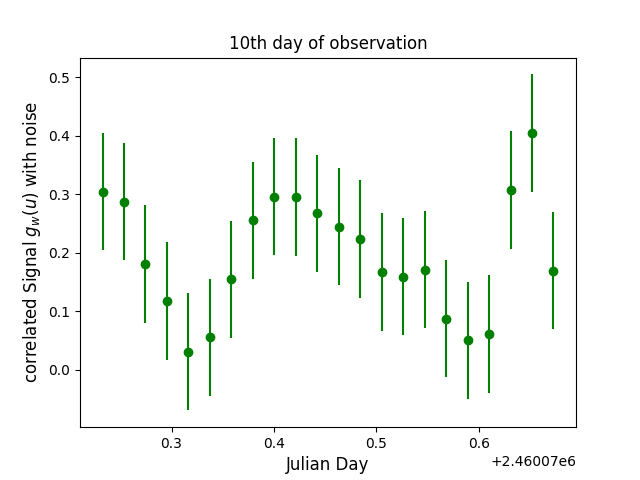 10th day of observation
correlated Signal g_w(u) with noise
0.5
0.4
0.3
0.2
0.1
0.0
0.3 0.4 0.5 0.6
+2.46007e6
Julian Day